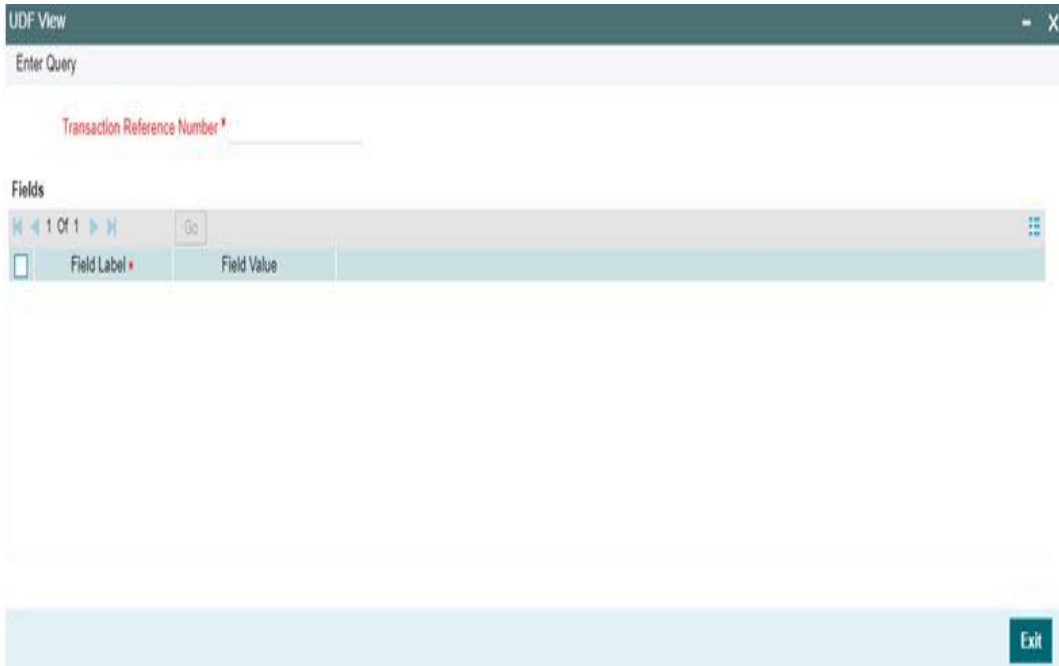 UDF View
Enter Query
Transaction Reference Number *
Fields
1 Of 1 Go
Field Label * Field Value
Exit